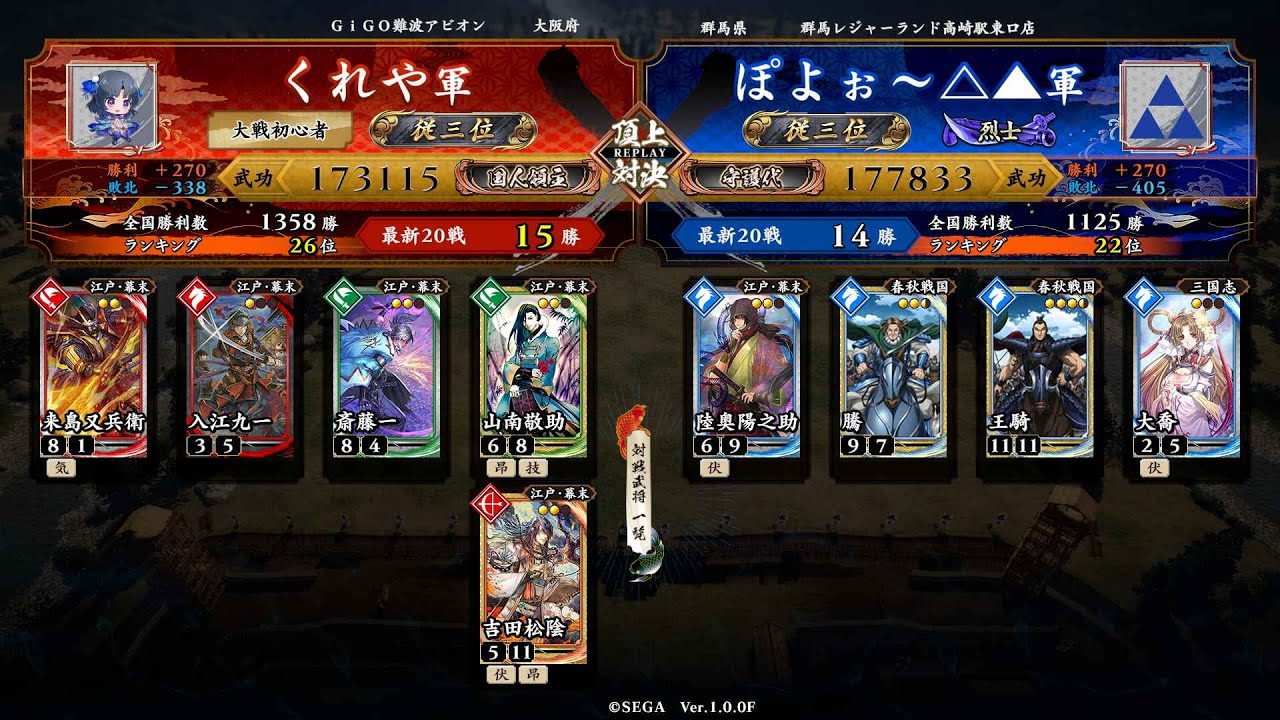 GiGO難波アビオン 大阪府
群馬県 群馬レジャーランド高崎駅東口店
くれや軍
大戦初心者 従三位
勝利 +270
敗北 -338
武功 173115 国人領主
全国勝利数 1358勝
ランキング 26位
最新20戦 15勝
頂上
REPLAY
対決
ぽよぉ～△▲軍
従三位 烈士
守護代 177833 武功
勝利 +270
敗北 -405
最新20戦 14勝
全国勝利数 1125勝
ランキング 22位
江戸・幕末
来島又兵衛
8 1
気
江戸・幕末
入江九一
3 5
江戸・幕末
斎藤一
8 4
江戸・幕末
山南敬助
6 8
昂 技
江戸・幕末
吉田松陰
5 11
伏 昂
対戦武将一覧
江戸・幕末
陸奥陽之助
6 9
伏
春秋戦国
騰
9 7
春秋戦国
王騎
11 11
三国志
大喬
2 5
伏
©SEGA Ver.1.0.0F